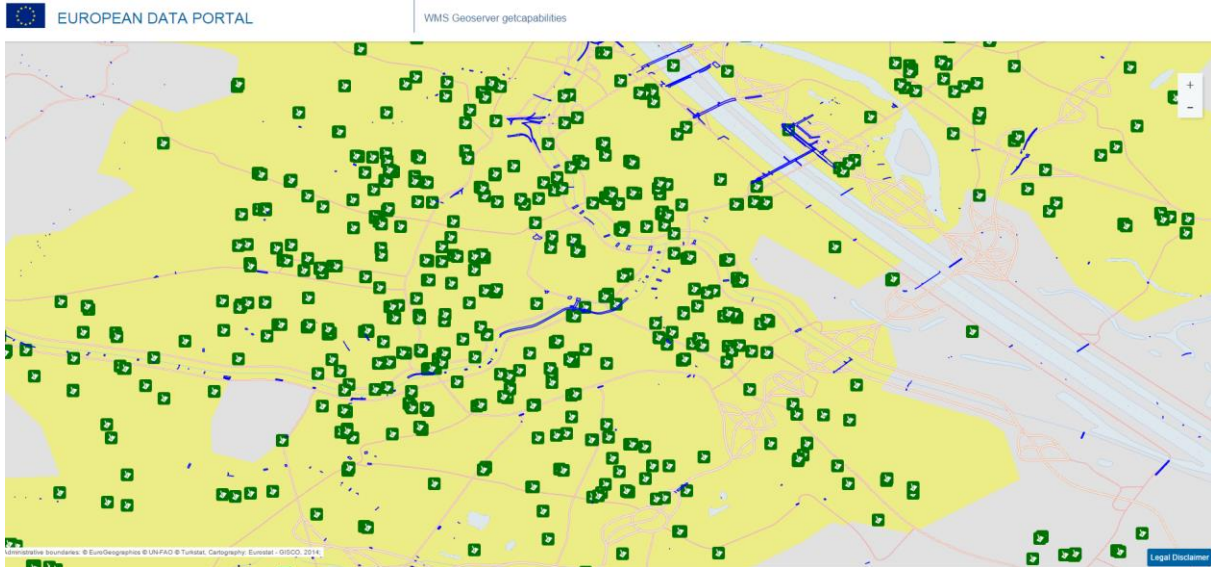 EUROPEAN DATA PORTAL
WMS Geoserver getcapabilities
+
−
Administrative boundaries: © EuroGeographics © UN-FAO © Turkstat, Cartography: Eurostat - GISCO, 2014;
Legal Disclaimer